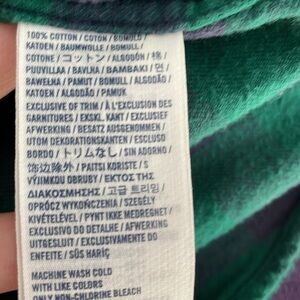 100% COTTON / COTON / BOMULD /
KATOEN / BAUMWOLLE / BOMULL /
COTONE / コットン / ALGODÓN / 棉 /
PUUVILLAA / BAVLNA / BAMBAKI / 면 /
BAWEŁNA / PAMUT / BOMULL / ALGODÃO /
KATOEN / ALGODÃO / PAMUK
EXCLUSIVE OF TRIM / À L'EXCLUSION DES
GARNITURES / EKSKL. KANT / EXCLUSIEF
AFWERKING / BESATZ AUSGENOMMEN /
DEKORATION UTANSKANTEN / ESCLUSO
BORDO / トリムなし / SIN ADORNO /
饰边除外 / PAITSI KORISTE / S
VÝJIMKOU OBRUBY / ΕΚΤΟΣ ΤΗΣ
ΔΙΑΚΟΣΜΗΣΗΣ / 고급 트리밍 /
OPRÓCZ WYKOŃCZENIA / SZEGÉLY
KIVÉTELÉVEL / PYNT IKKE MEDREGNET /
EXCLUSIVO DO DETALHE / AFWERKING
UITGESLUIT / EXCLUSIVAMENTE DO
ENFEITE / SÜS HARİÇ
MACHINE WASH COLD
WITH LIKE COLORS
ONLY NON-CHLORINE BLEACH